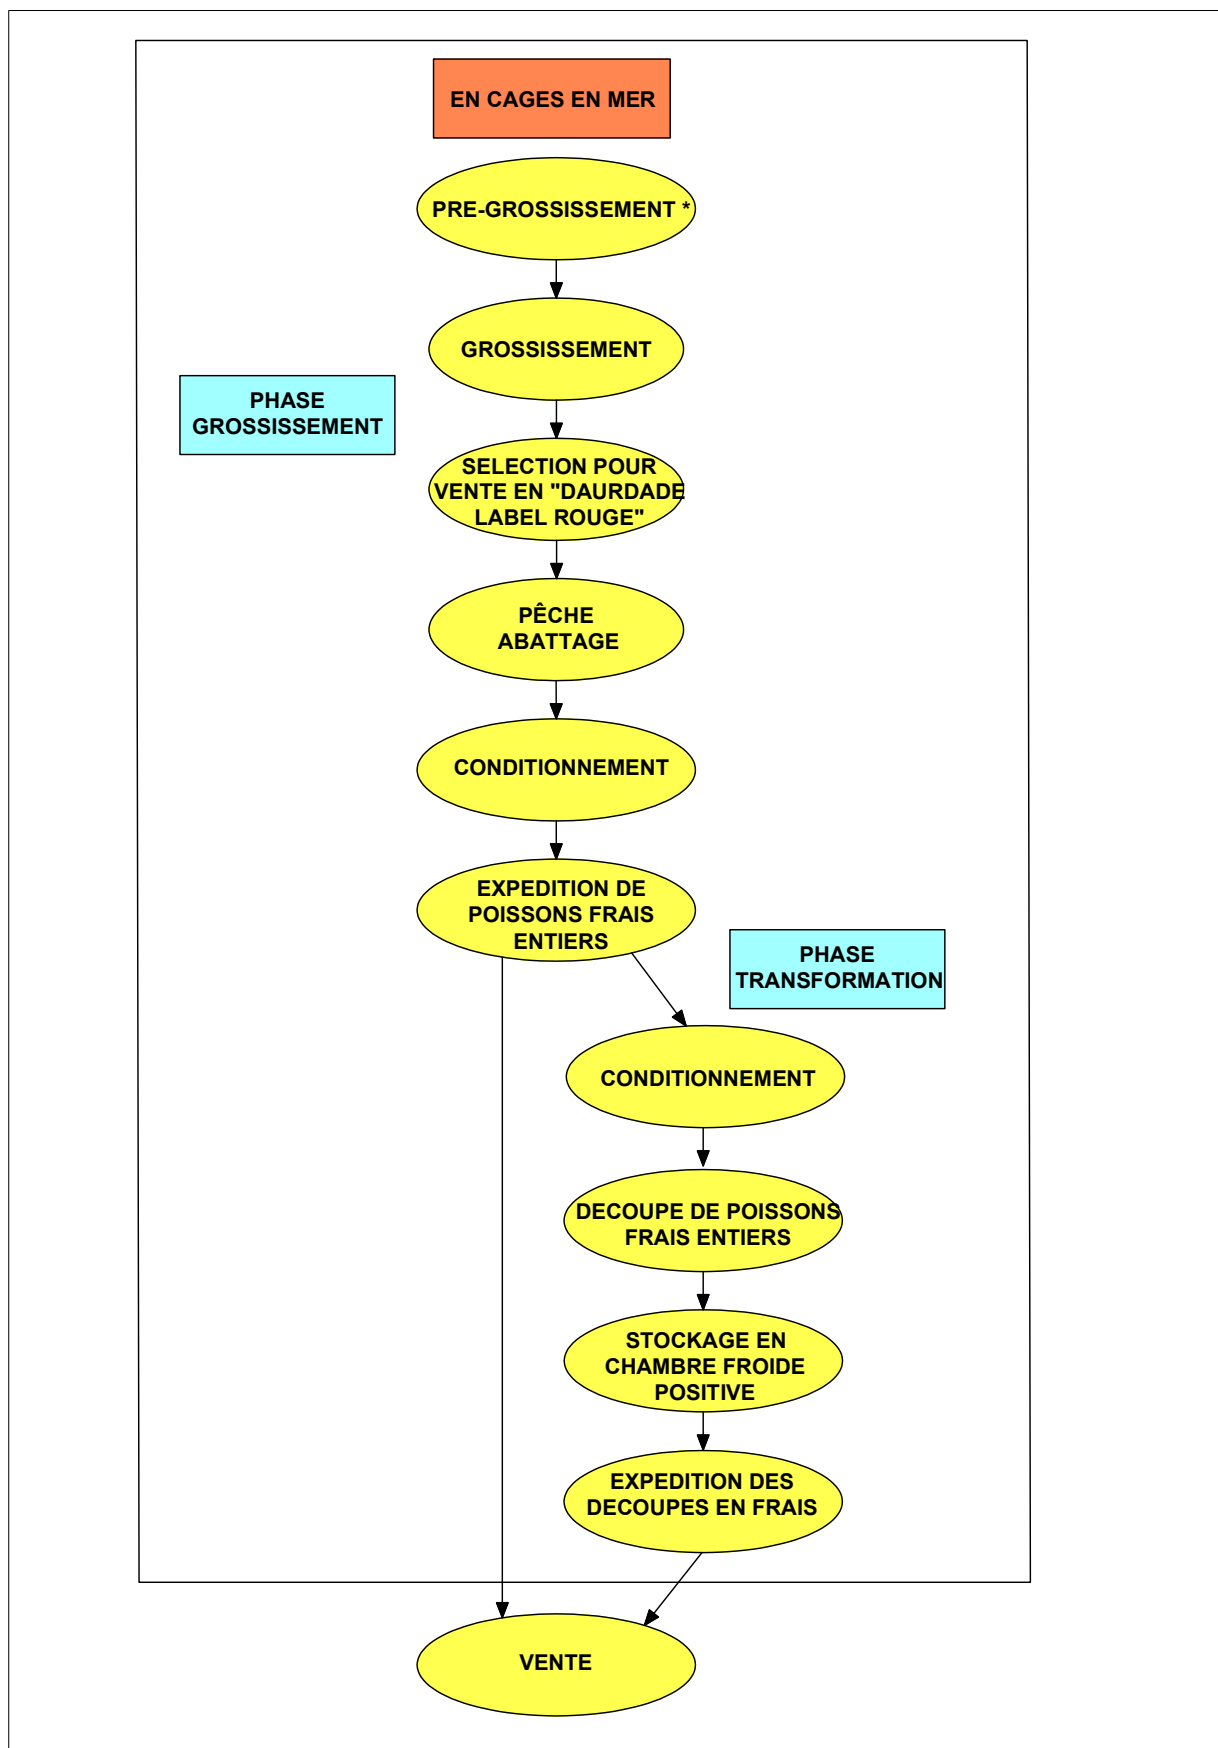 EN CAGES EN MER
PRE-GROSSISSEMENT *
GROSSISSEMENT
PHASE
GROSSISSEMENT
SELECTION POUR
VENTE EN "DAURDADE
LABEL ROUGE"
PÊCHE
ABATTAGE
CONDITIONNEMENT
EXPEDITION DE
POISSONS FRAIS
ENTIERS
PHASE
TRANSFORMATION
CONDITIONNEMENT
DECOUPE DE POISSONS
FRAIS ENTIERS
STOCKAGE EN
CHAMBRE FROIDE
POSITIVE
EXPEDITION DES
DECOUPES EN FRAIS
VENTE